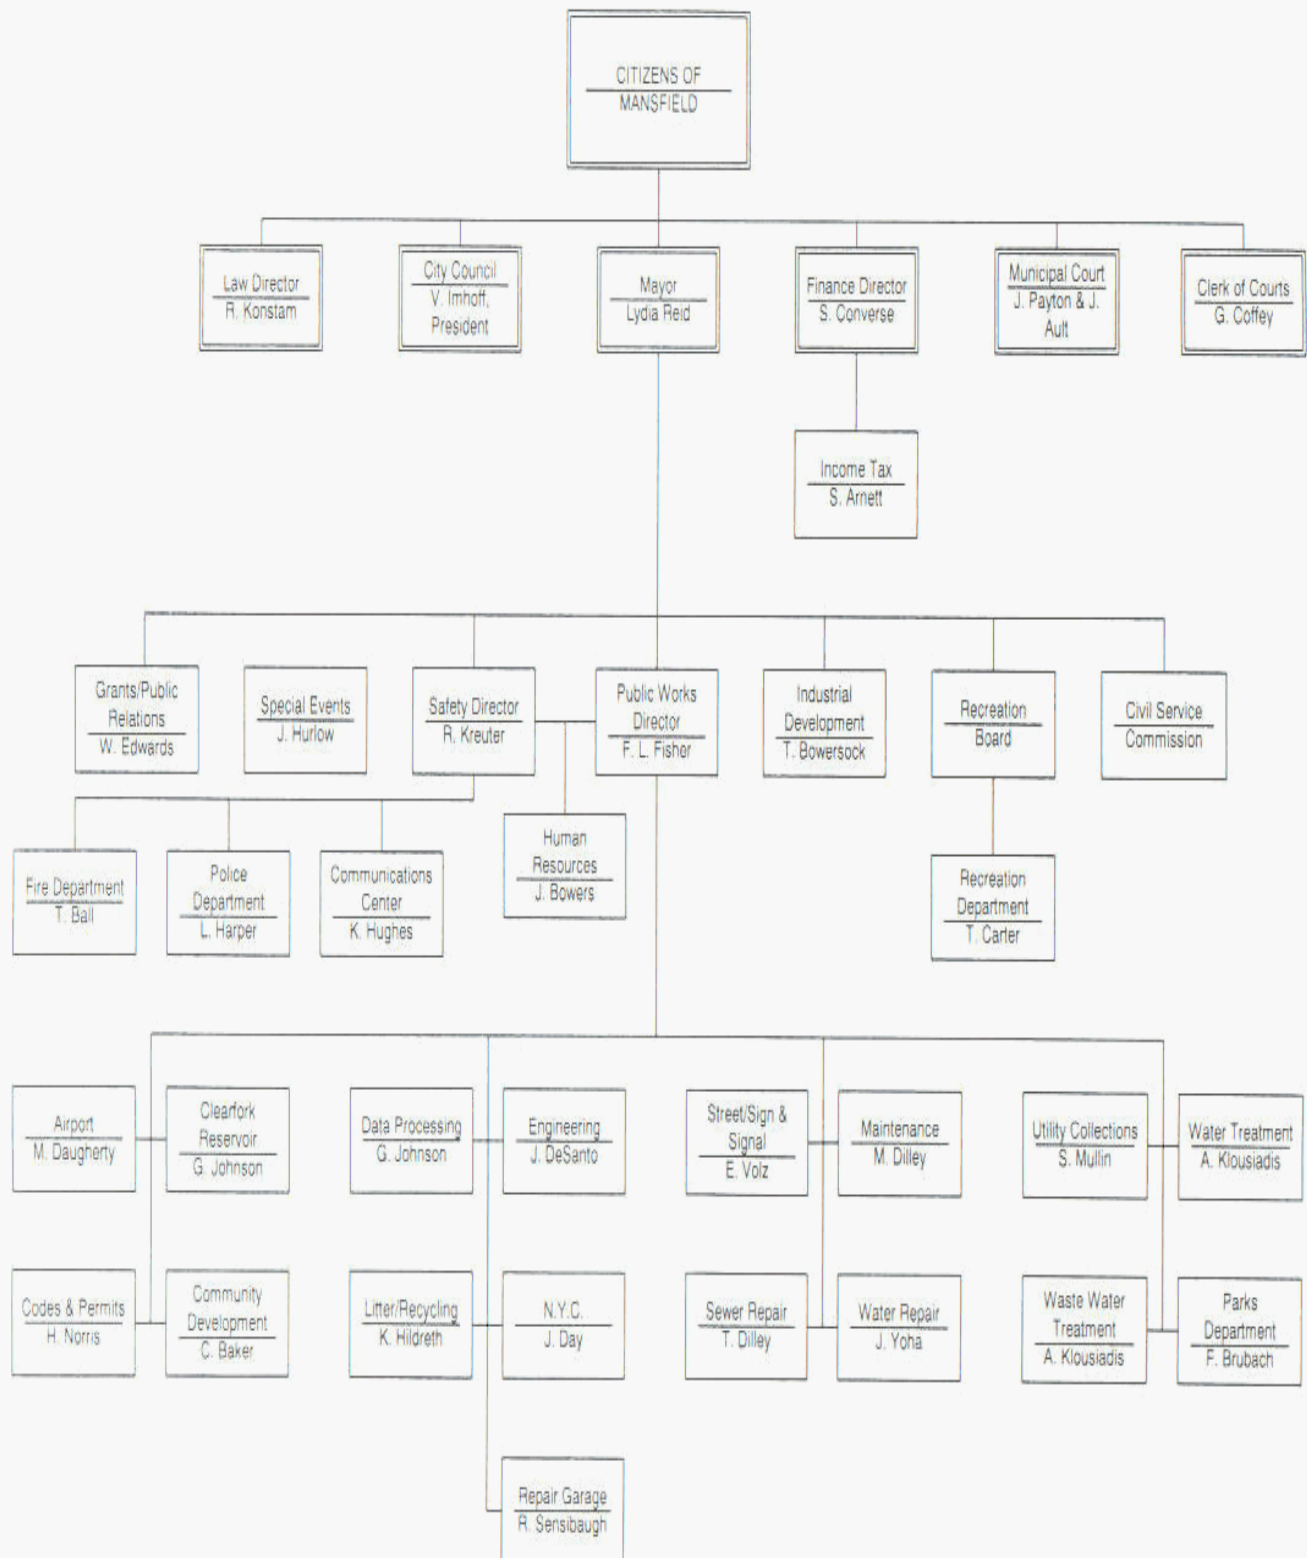 CITIZENS OF
MANSFIELD
Law Director
R. Konstam
City Council
V. Imhoff,
President
Mayor
Lydia Reid
Finance Director
S. Converse
Municipal Court
J. Payton & J.
Ault
Clerk of Courts
G. Coffey
Income Tax
S. Arnett
Grants/Public
Relations
W. Edwards
Special Events
J. Hurlow
Safety Director
R. Kreuter
Public Works
Director
F. L. Fisher
Industrial
Development
T. Bowersock
Recreation
Board
Civil Service
Commission
Fire Department
T. Ball
Police
Department
L. Harper
Communications
Center
K. Hughes
Human
Resources
J. Bowers
Recreation
Department
T. Carter
Airport
M. Daugherty
Clearfork
Reservoir
G. Johnson
Data Processing
G. Johnson
Engineering
J. DeSanto
Street/Sign &
Signal
E. Volz
Maintenance
M. Dilley
Utility Collections
S. Mullin
Water Treatment
A. Klousiadis
Codes & Permits
H. Norris
Community
Development
C. Baker
Litter/Recycling
K. Hildreth
N.Y.C.
J. Day
Sewer Repair
T. Dilley
Water Repair
J. Yoha
Waste Water
Treatment
A. Klousiadis
Parks
Department
F. Brubach
Repair Garage
R. Sensibaugh